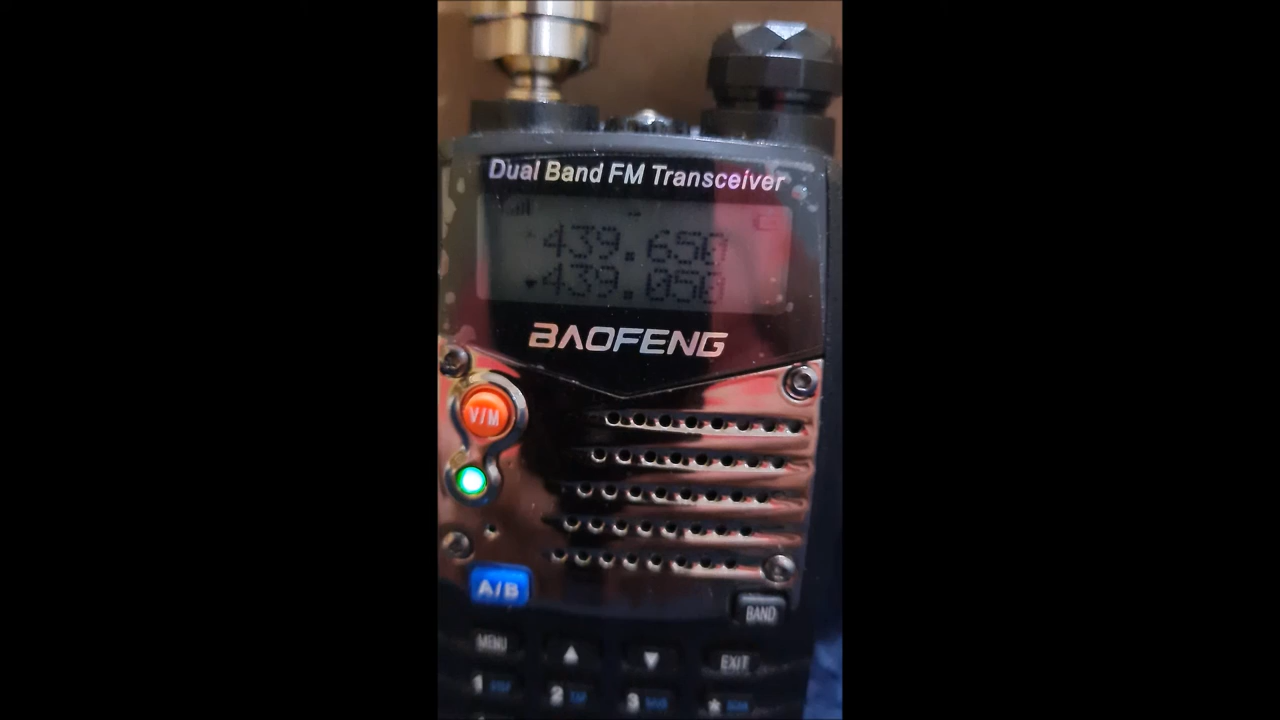 Dual Band FM Transceiver
439.650
439.050
BAOFENG
V/M
A/B
BAND
MENU ▲ ▼ EXIT
1 2 3 *